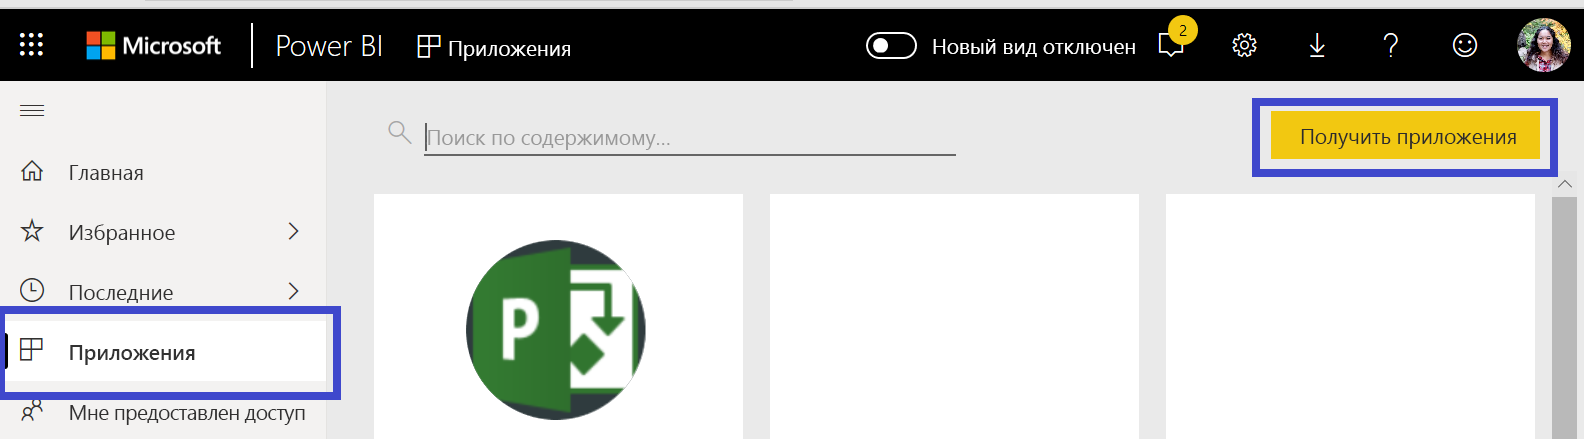 Microsoft Power BI Приложения Новый вид отключен 2
Поиск по содержимому...
Получить приложения
Главная
Избранное
Последние
Приложения
Мне предоставлен доступ
P